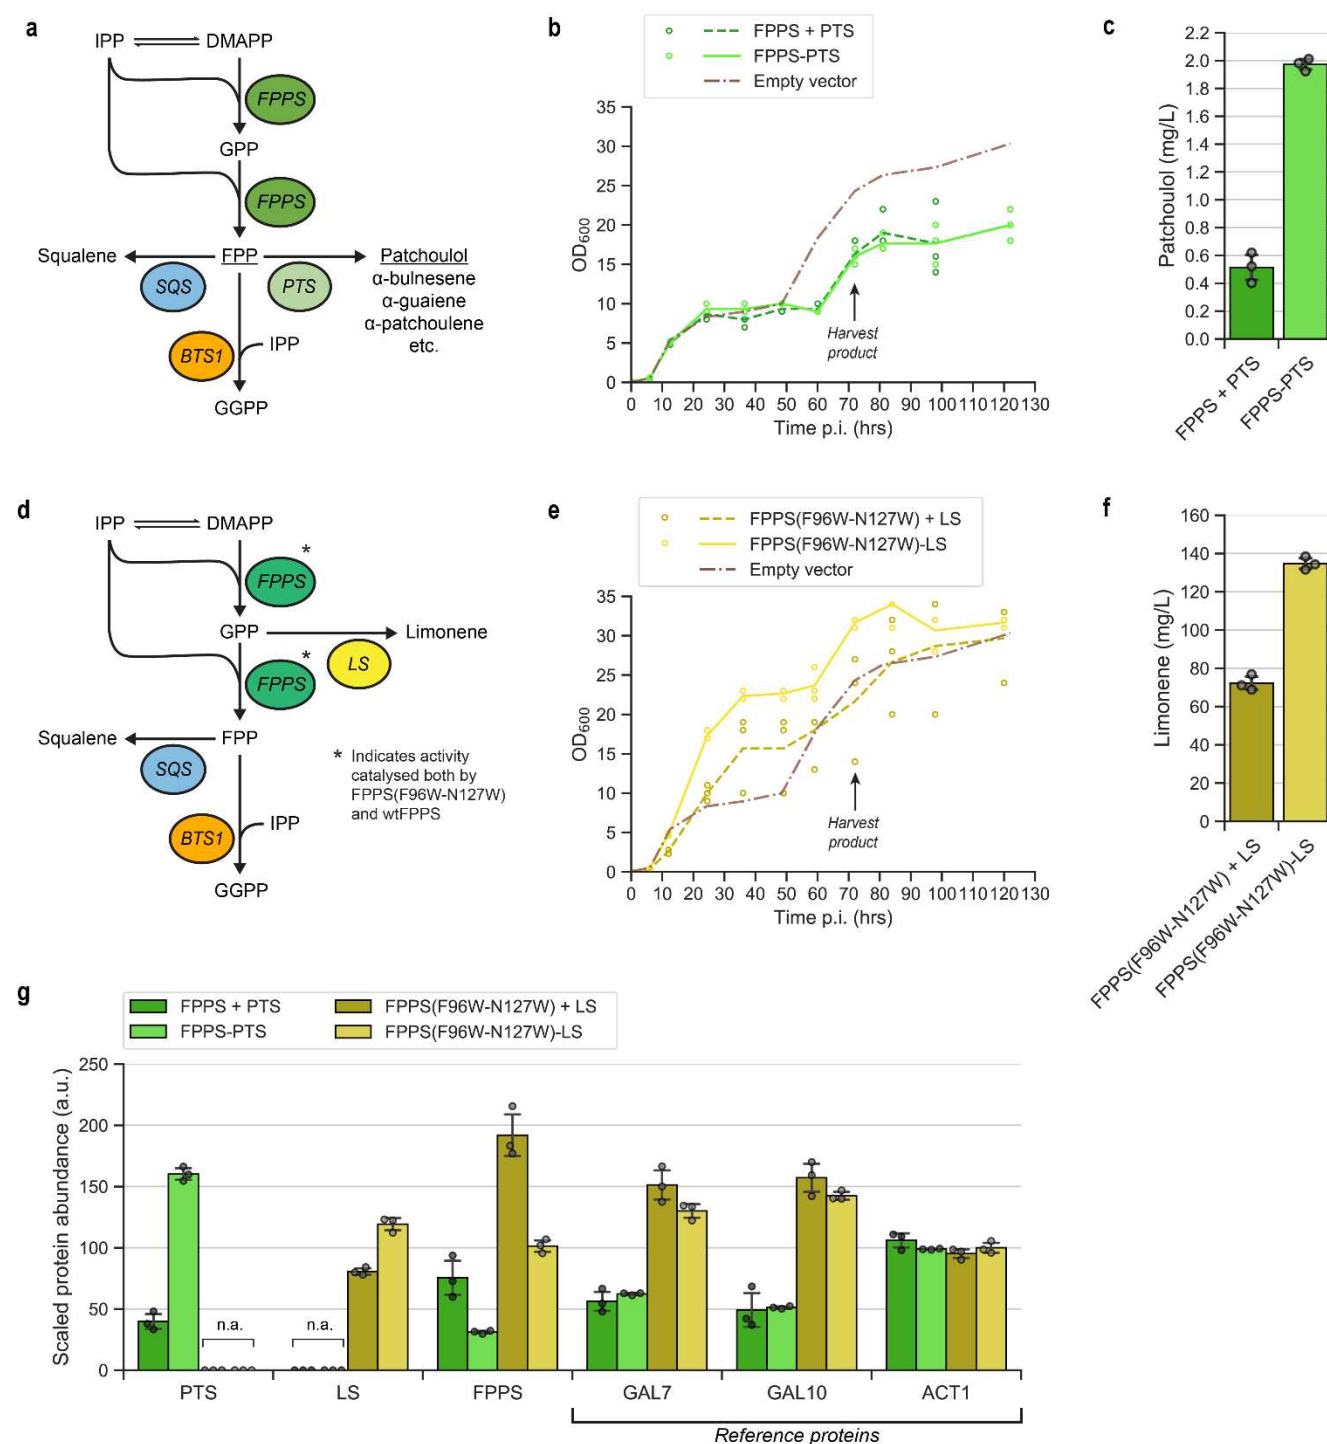 a
IPP DMAPP
FPPS
GPP
FPPS
Squalene FPP Patchoulol
SQS PTS α-bulnesene
α-guaiene
α-patchoulene
etc.
BTS1 IPP
GGPP
b
FPPS + PTS
FPPS-PTS
Empty vector
35
30
25
20
15
10
5
0
OD600
Harvest
product
0 10 20 30 40 50 60 70 80 90 100 110 120 130
Time p.i. (hrs)
c
2.2
2.0
1.8
1.6
1.4
1.2
1.0
0.8
0.6
0.4
0.2
0.0
Patchoulol (mg/L)
FPPS + PTS
FPPS-PTS
d
IPP DMAPP
*
FPPS
GPP Limonene
*
LS
FPPS
Squalene FPP
SQS
* Indicates activity
catalysed both by
FPPS(F96W-N127W)
and wtFPPS
BTS1 IPP
GGPP
e
FPPS(F96W-N127W) + LS
FPPS(F96W-N127W)-LS
Empty vector
35
30
25
20
15
10
5
0
OD600
Harvest
product
0 10 20 30 40 50 60 70 80 90 100 110 120 130
Time p.i. (hrs)
f
160
140
120
100
80
60
40
20
0
Limonene (mg/L)
FPPS(F96W-N127W) + LS
FPPS(F96W-N127W)-LS
g
FPPS + PTS FPPS(F96W-N127W) + LS
FPPS-PTS FPPS(F96W-N127W)-LS
250
200
150
100
50
0
Scaled protein abundance (a.u.)
n.a. n.a.
PTS LS FPPS GAL7 GAL10 ACT1
Reference proteins